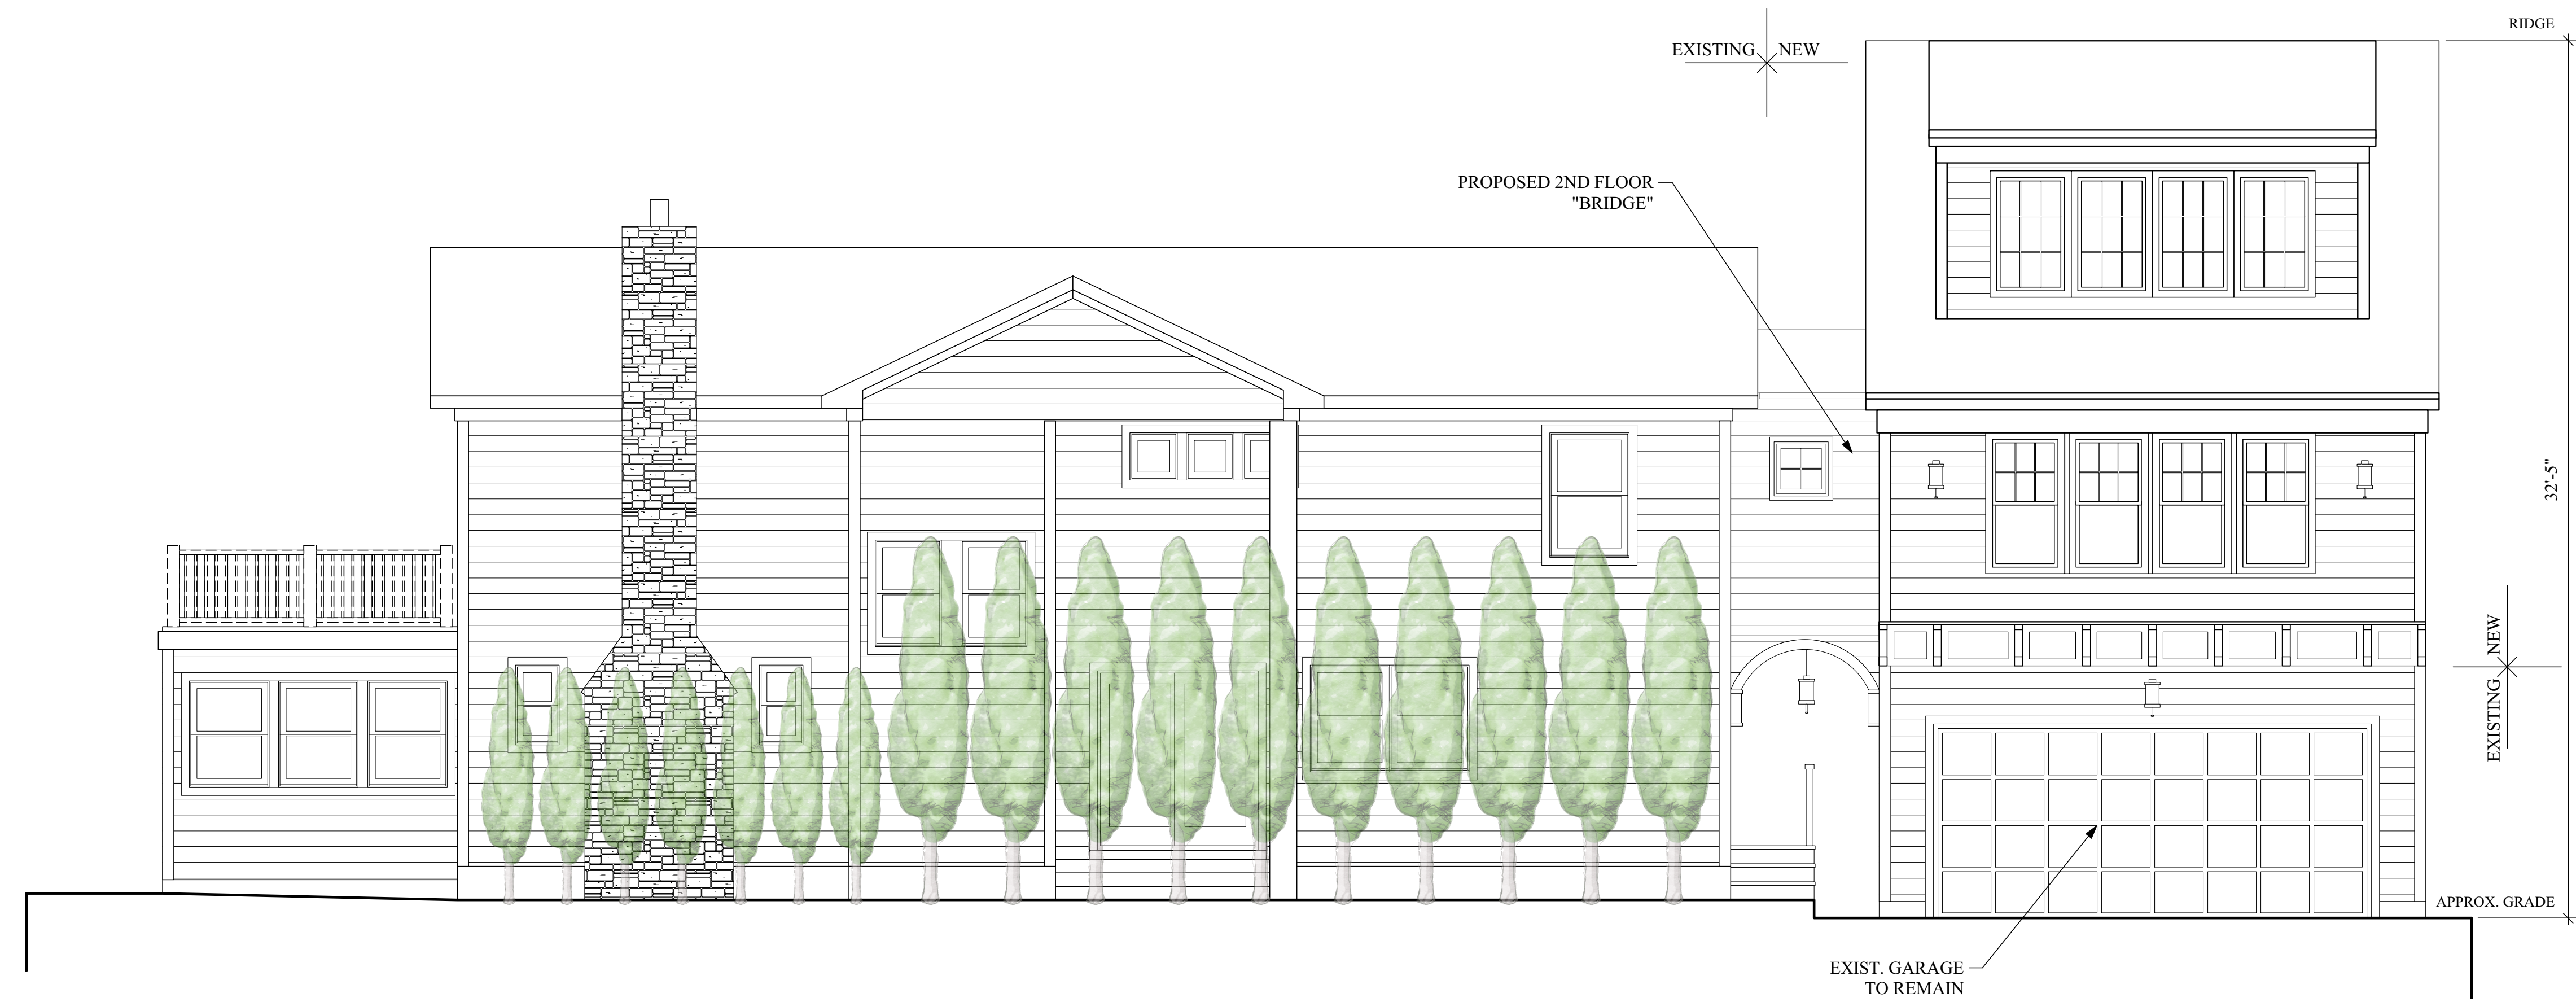 RIDGE
EXISTING NEW
PROPOSED 2ND FLOOR
"BRIDGE"
32'-5"
NEW
EXISTING
APPROX. GRADE
EXIST. GARAGE
TO REMAIN